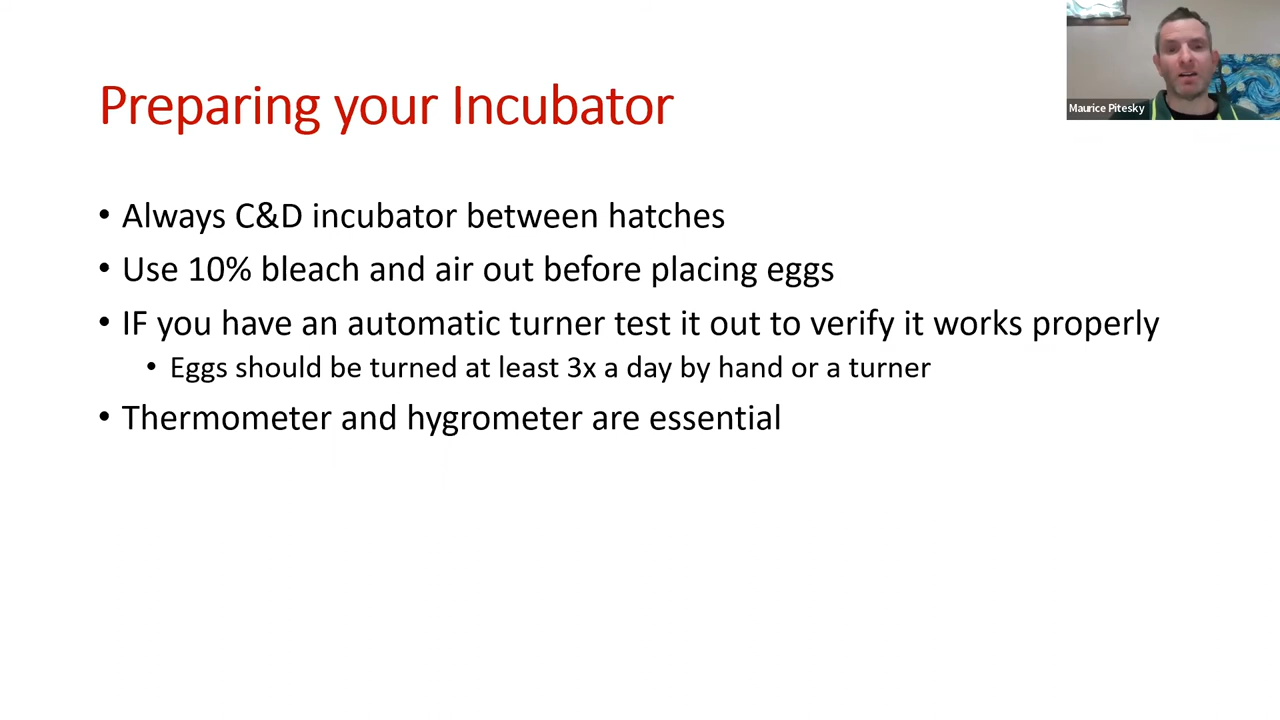 Preparing your Incubator
Maurice Pitesky
• Always C&D incubator between hatches
• Use 10% bleach and air out before placing eggs
• IF you have an automatic turner test it out to verify it works properly
• Eggs should be turned at least 3x a day by hand or a turner
• Thermometer and hygrometer are essential